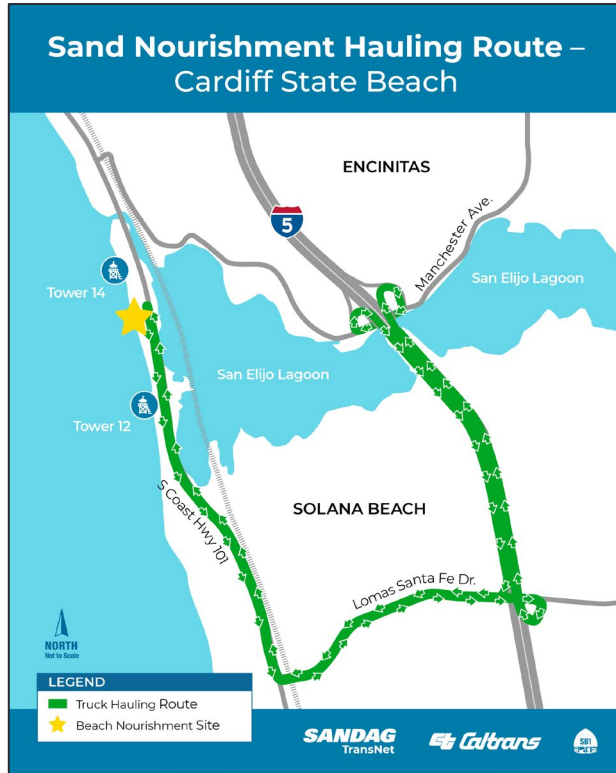 Sand Nourishment Hauling Route –
Cardiff State Beach
ENCINITAS
5
Manchester Ave.
San Elijo Lagoon
Tower 14
San Elijo Lagoon
Tower 12
S Coast Hwy 101
SOLANA BEACH
Lomas Santa Fe Dr.
NORTH
Not to Scale
LEGEND
Truck Hauling Route
Beach Nourishment Site
SANDAG
TransNet
Caltrans
SB1